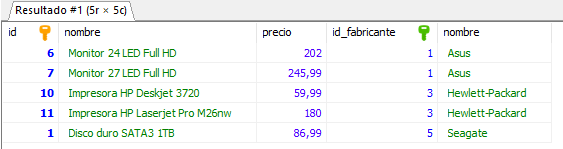 Resultado #1 (5r × 5c)
id nombre precio id_fabricante nombre
6 Monitor 24 LED Full HD 202 1 Asus
7 Monitor 27 LED Full HD 245,99 1 Asus
10 Impresora HP Deskjet 3720 59,99 3 Hewlett-Packard
11 Impresora HP Laserjet Pro M26nw 180 3 Hewlett-Packard
1 Disco duro SATA3 1TB 86,99 5 Seagate